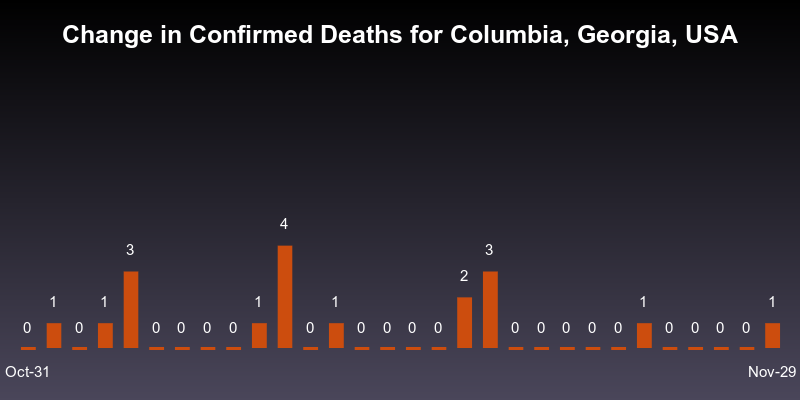 Change in Confirmed Deaths for Columbia, Georgia, USA
4
3 3
2
1 1 1 1 1 1
0 0 0 0 0 0 0 0 0 0 0 0 0 0 0 0 0 0 0 0
Oct-31 Nov-29